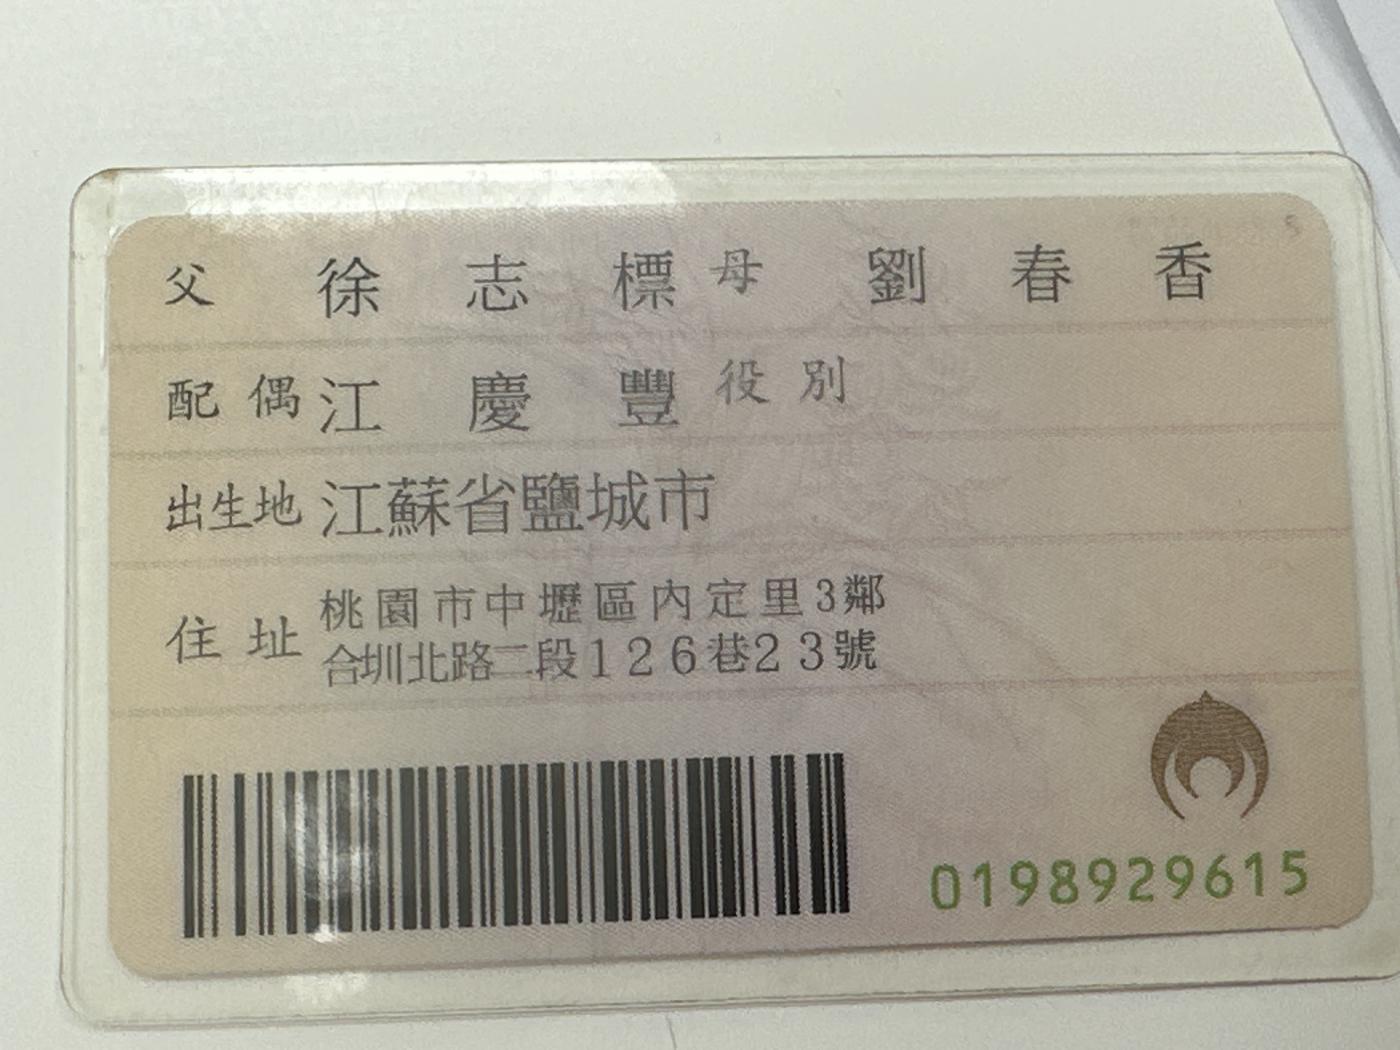 父 徐志標 母 劉春香
配偶 江慶豐 役別
出生地 江蘇省鹽城市
住址 桃園市中壢區內定里3鄰
合圳北路二段126巷23號
0198929615